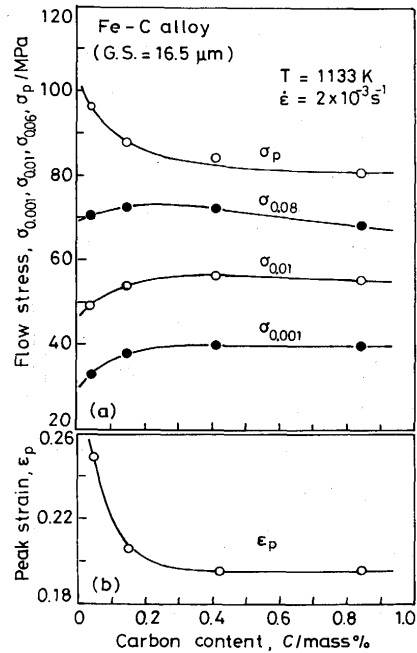 Fe-C alloy
(G.S. = 16.5 μm)
T = 1133 K
ε̇ = 2×10⁻³s⁻¹
Flow stress, σ0.001, σ0.01, σ0.06, σp /MPa
100
80
60
40
20
σp
σ0.08
σ0.01
σ0.001
(a)
Peak strain, εp
0.26
0.22
0.18
εp
(b)
0
0.2
0.4
0.6
0.8
1.0
Carbon content, C/mass%